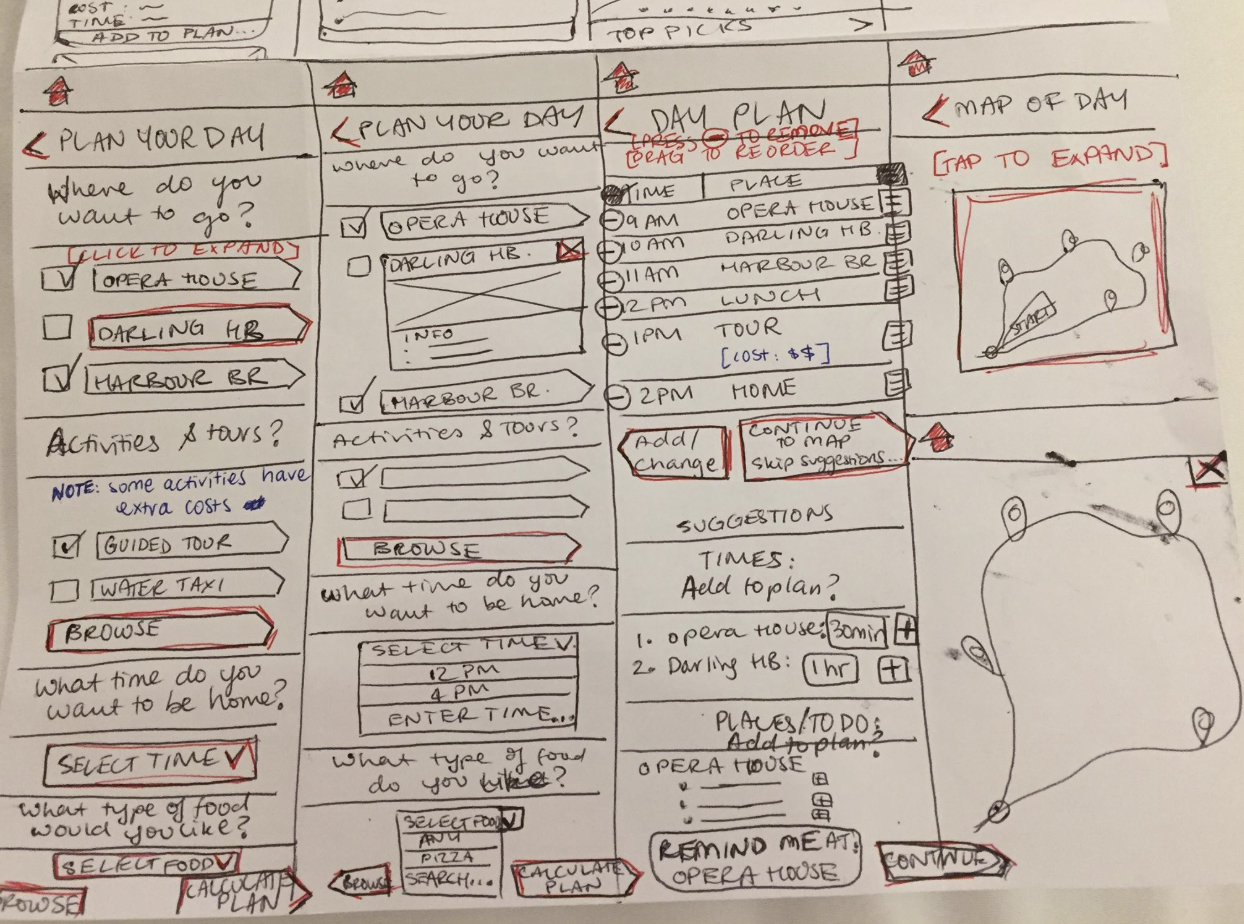 COST: ~
TIME: ~
ADD TO PLAN...
TOP PICKS >
< PLAN YOUR DAY
Where do you
want to go?
[CLICK TO EXPAND]
OPERA HOUSE
DARLING HB
HARBOUR BR
Activities & tours?
NOTE: some activities have
extra costs
GUIDED TOUR
WATER TAXI
BROWSE
What time do you
want to be home?
SELECT TIME
What type of food
would you like?
SELECT FOOD
BROWSE
CALCULATE
PLAN
< PLAN YOUR DAY
Where do you want
to go?
OPERA HOUSE
DARLING HB.
INFO
HARBOUR BR.
Activities & Tours?
BROWSE
What time do you
want to be home?
SELECT TIME
12 PM
4 PM
ENTER TIME...
What type of food
do you like?
SELECT FOOD
ANY
PIZZA
SEARCH...
BROWSE
CALCULATE
PLAN
< DAY PLAN
[PRESS - TO REMOVE]
[DRAG TO REORDER]
TIME PLACE
9 AM OPERA HOUSE
10 AM DARLING HB.
11 AM HARBOUR BR
12 PM LUNCH
1 PM TOUR
[COST: $$]
2 PM HOME
Add/
change
CONTINUE
TO MAP
Skip suggestions...
SUGGESTIONS
TIMES:
Add to plan?
1. Opera House: 30min +
2. Darling HB: 1 hr +
PLACES/TO DO:
Add to plan?
OPERA HOUSE
REMIND ME AT:
OPERA HOUSE
< MAP OF DAY
[TAP TO EXPAND]
START
CONTINUE